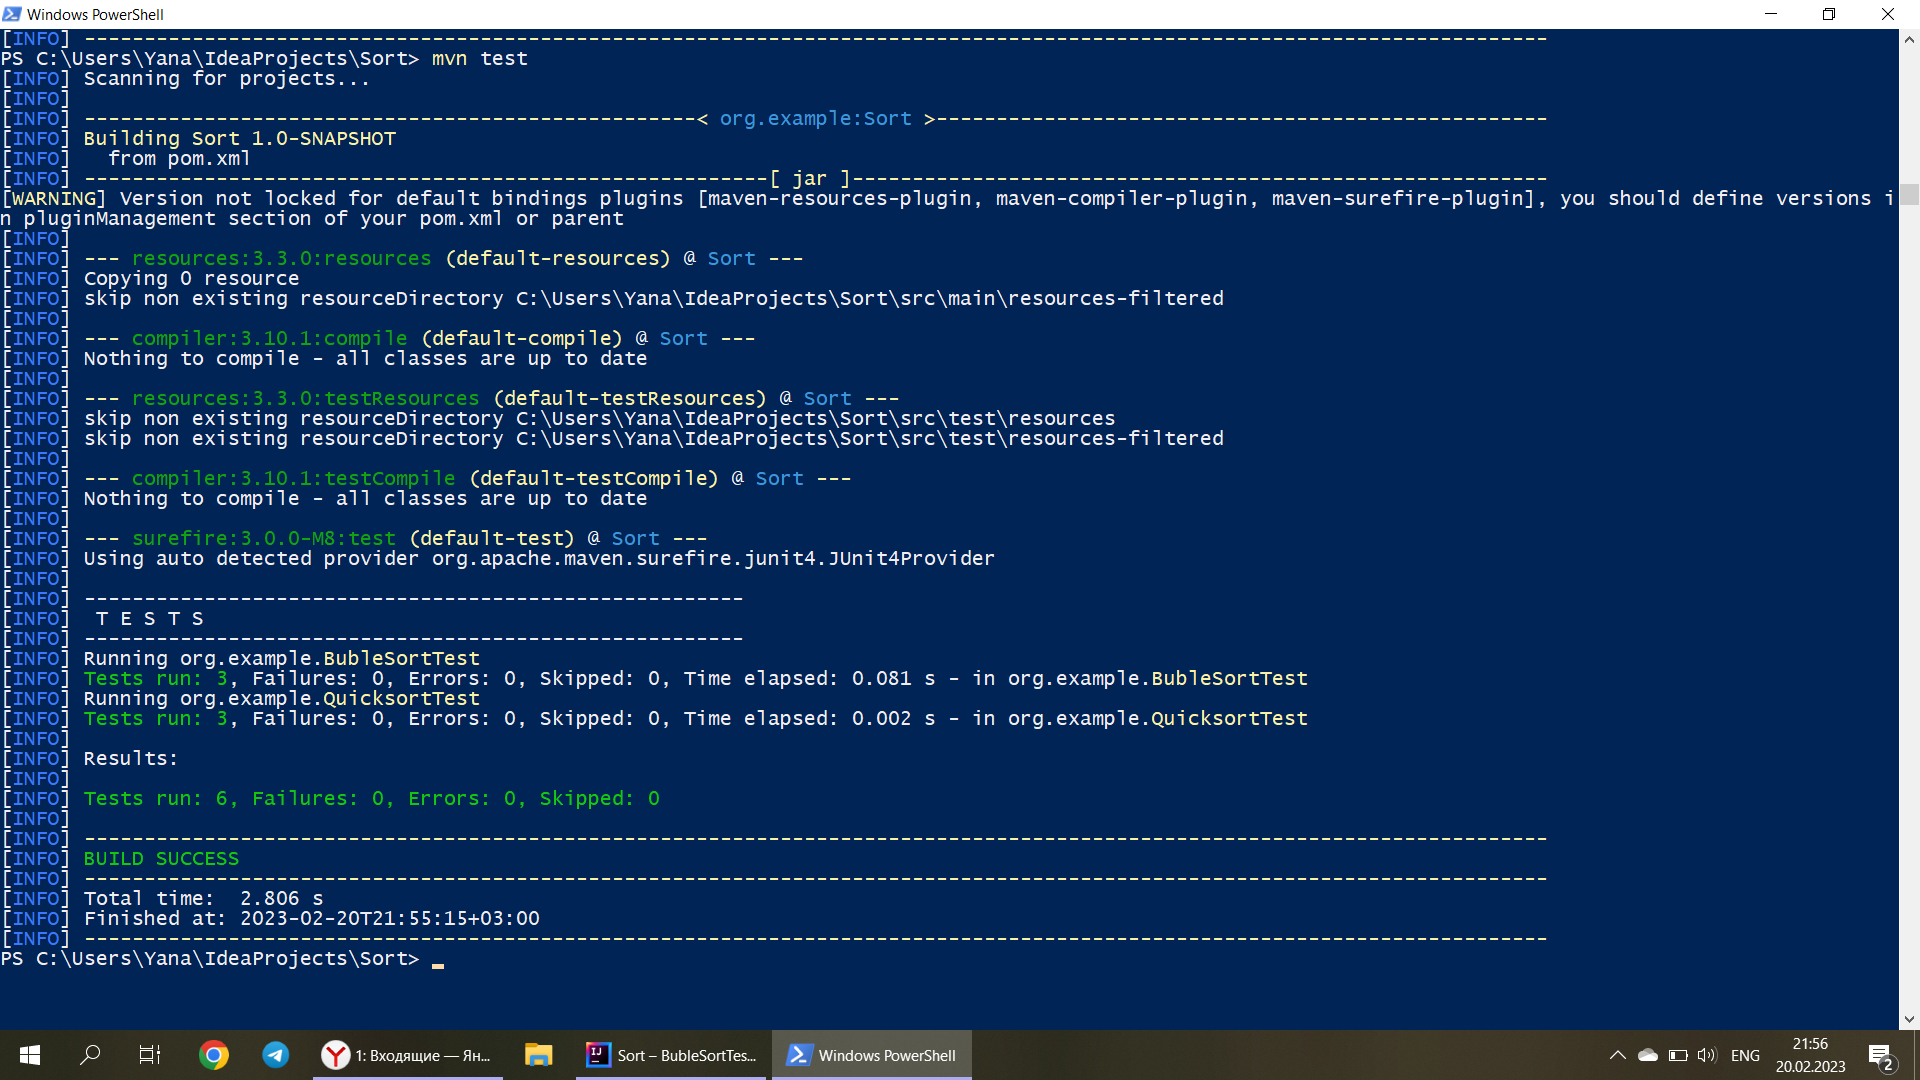 Windows PowerShell
[INFO] --------------------------------------------------------------------------------------------------------------------------
PS C:\Users\Yana\IdeaProjects\Sort> mvn test
[INFO] Scanning for projects...
[INFO]
[INFO] ---------------------------------------------------< org.example:Sort >---------------------------------------------------
[INFO] Building Sort 1.0-SNAPSHOT
[INFO]   from pom.xml
[INFO] ---------------------------------------------------------[ jar ]----------------------------------------------------------
[WARNING] Version not locked for default bindings plugins [maven-resources-plugin, maven-compiler-plugin, maven-surefire-plugin], you should define versions i
n pluginManagement section of your pom.xml or parent
[INFO]
[INFO] --- resources:3.3.0:resources (default-resources) @ Sort ---
[INFO] Copying 0 resource
[INFO] skip non existing resourceDirectory C:\Users\Yana\IdeaProjects\Sort\src\main\resources-filtered
[INFO]
[INFO] --- compiler:3.10.1:compile (default-compile) @ Sort ---
[INFO] Nothing to compile - all classes are up to date
[INFO]
[INFO] --- resources:3.3.0:testResources (default-testResources) @ Sort ---
[INFO] skip non existing resourceDirectory C:\Users\Yana\IdeaProjects\Sort\src\test\resources
[INFO] skip non existing resourceDirectory C:\Users\Yana\IdeaProjects\Sort\src\test\resources-filtered
[INFO]
[INFO] --- compiler:3.10.1:testCompile (default-testCompile) @ Sort ---
[INFO] Nothing to compile - all classes are up to date
[INFO]
[INFO] --- surefire:3.0.0-M8:test (default-test) @ Sort ---
[INFO] Using auto detected provider org.apache.maven.surefire.junit4.JUnit4Provider
[INFO]
[INFO] -------------------------------------------------------
[INFO]  T E S T S
[INFO] -------------------------------------------------------
[INFO] Running org.example.BubleSortTest
[INFO] Tests run: 3, Failures: 0, Errors: 0, Skipped: 0, Time elapsed: 0.081 s - in org.example.BubleSortTest
[INFO] Running org.example.QuicksortTest
[INFO] Tests run: 3, Failures: 0, Errors: 0, Skipped: 0, Time elapsed: 0.002 s - in org.example.QuicksortTest
[INFO]
[INFO] Results:
[INFO]
[INFO] Tests run: 6, Failures: 0, Errors: 0, Skipped: 0
[INFO]
[INFO] --------------------------------------------------------------------------------------------------------------------------
[INFO] BUILD SUCCESS
[INFO] --------------------------------------------------------------------------------------------------------------------------
[INFO] Total time:  2.806 s
[INFO] Finished at: 2023-02-20T21:55:15+03:00
[INFO] --------------------------------------------------------------------------------------------------------------------------
PS C:\Users\Yana\IdeaProjects\Sort> _
1: Входящие — Ян...
Sort – BubleSortTes...
Windows PowerShell
ENG
21:56
20.02.2023
2